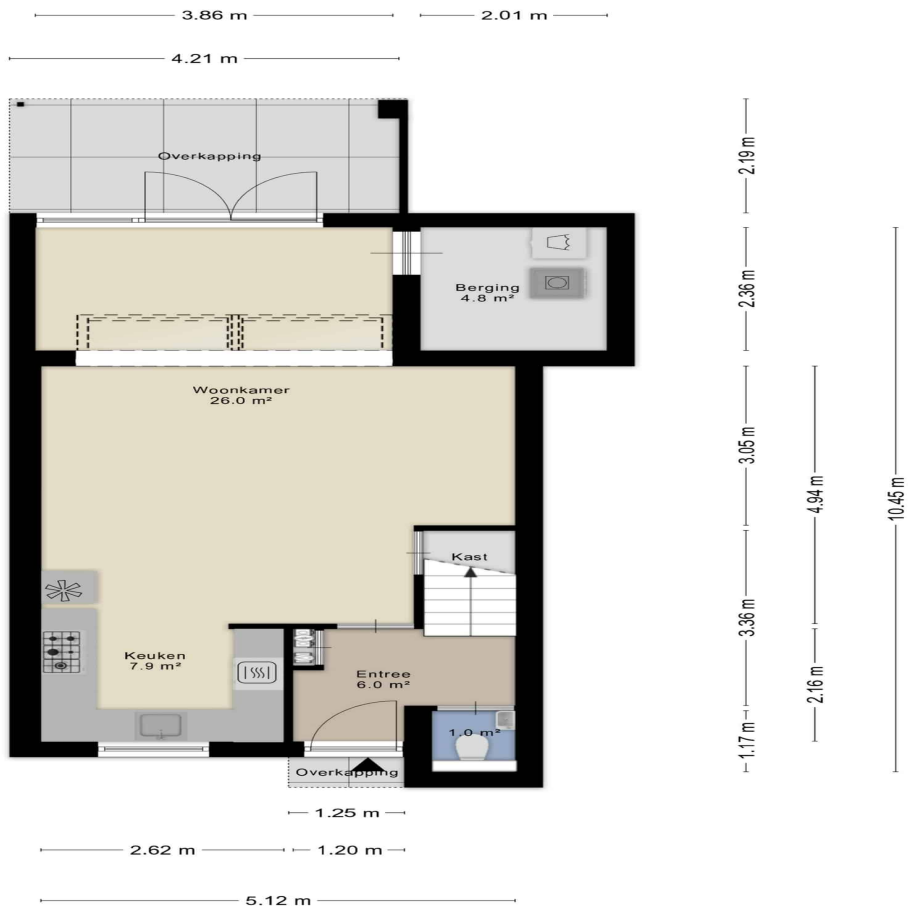 3.86 m
2.01 m
4.21 m
Overkapping
2.19 m
Berging
4.8 m²
2.36 m
Woonkamer
26.0 m²
3.05 m
4.94 m
10.45 m
Kast
Keuken
7.9 m²
Entree
6.0 m²
3.36 m
2.16 m
1.0 m²
1.17 m
Overkapping
1.25 m
2.62 m
1.20 m
5.12 m